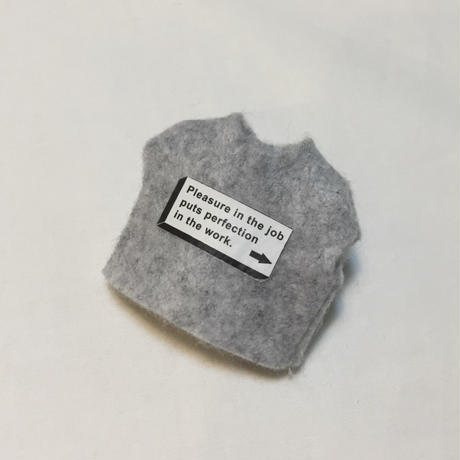 Pleasure in the job
puts perfection
in the work.